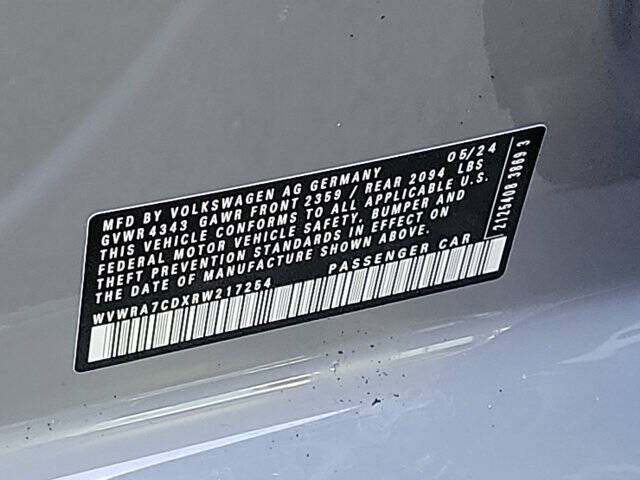 MFD BY VOLKSWAGEN AG GERMANY 05/24
GVWR 4343 GAWR FRONT 2359 / REAR 2094 LBS
THIS VEHICLE CONFORMS TO ALL APPLICABLE U.S.
FEDERAL MOTOR VEHICLE SAFETY, BUMPER AND
THEFT PREVENTION STANDARDS IN EFFECT ON
THE DATE OF MANUFACTURE SHOWN ABOVE.
WVWRA7CDXRW217254 PASSENGER CAR
2126408 3869 3